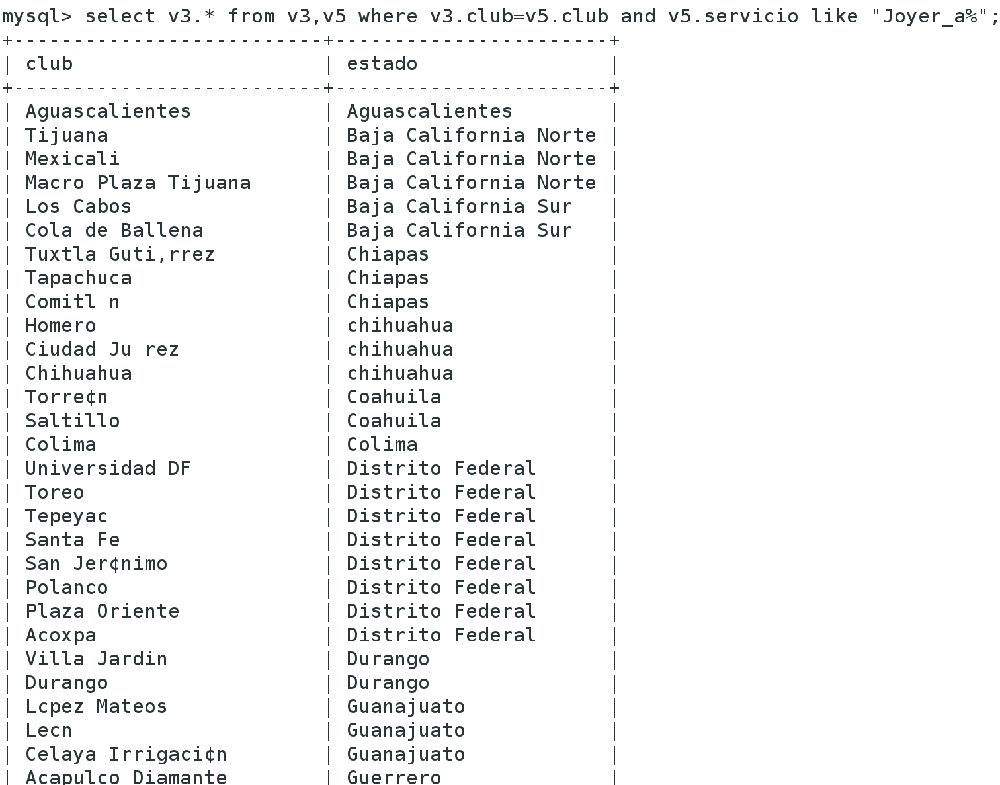 mysql> select v3.* from v3,v5 where v3.club=v5.club and v5.servicio like "Joyer_a%";
+--------------------------+-----------------------+
| club                     | estado                |
+--------------------------+-----------------------+
| Aguascalientes           | Aguascalientes        |
| Tijuana                  | Baja California Norte |
| Mexicali                 | Baja California Norte |
| Macro Plaza Tijuana      | Baja California Norte |
| Los Cabos                | Baja California Sur   |
| Cola de Ballena          | Baja California Sur   |
| Tuxtla Guti,rrez         | Chiapas               |
| Tapachuca                | Chiapas               |
| Comitl n                 | Chiapas               |
| Homero                   | chihuahua             |
| Ciudad Ju rez            | chihuahua             |
| Chihuahua                | chihuahua             |
| Torre¢n                  | Coahuila              |
| Saltillo                 | Coahuila              |
| Colima                   | Colima                |
| Universidad DF           | Distrito Federal      |
| Toreo                    | Distrito Federal      |
| Tepeyac                  | Distrito Federal      |
| Santa Fe                 | Distrito Federal      |
| San Jer¢nimo             | Distrito Federal      |
| Polanco                  | Distrito Federal      |
| Plaza Oriente            | Distrito Federal      |
| Acoxpa                   | Distrito Federal      |
| Villa Jardin             | Durango               |
| Durango                  | Durango               |
| L¢pez Mateos             | Guanajuato            |
| Le¢n                     | Guanajuato            |
| Celaya Irrigaci¢n        | Guanajuato            |
| Acapulco Diamante        | Guerrero              |